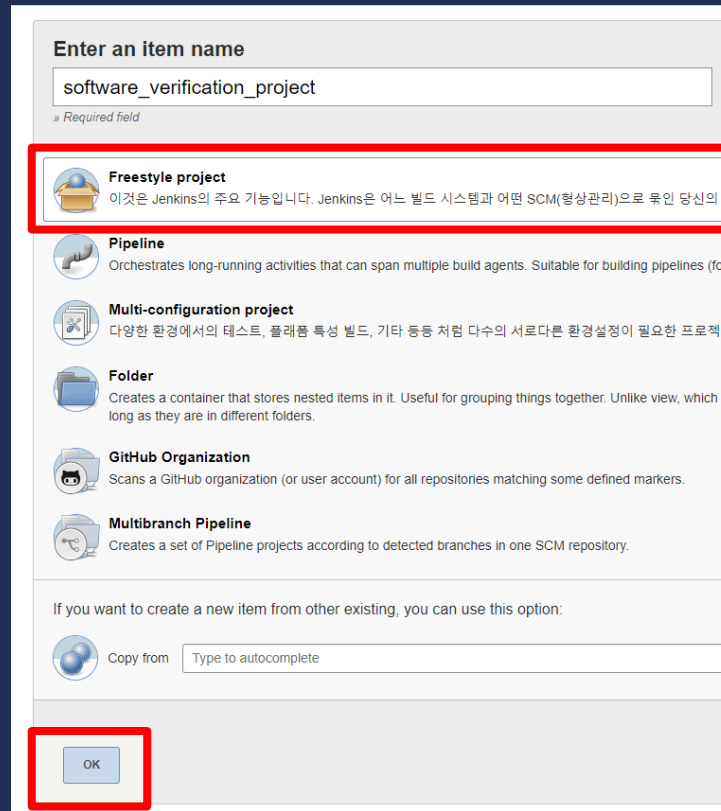 Enter an item name
software_verification_project
» Required field
Freestyle project
이것은 Jenkins의 주요 기능입니다. Jenkins은 어느 빌드 시스템과 어떤 SCM(형상관리)으로 묶인 당신의
Pipeline
Orchestrates long-running activities that can span multiple build agents. Suitable for building pipelines (fo
Multi-configuration project
다양한 환경에서의 테스트, 플래폼 특성 빌드, 기타 등등 처럼 다수의 서로다른 환경설정이 필요한 프로젝
Folder
Creates a container that stores nested items in it. Useful for grouping things together. Unlike view, which
long as they are in different folders.
GitHub Organization
Scans a GitHub organization (or user account) for all repositories matching some defined markers.
Multibranch Pipeline
Creates a set of Pipeline projects according to detected branches in one SCM repository.
If you want to create a new item from other existing, you can use this option:
Copy from Type to autocomplete
OK